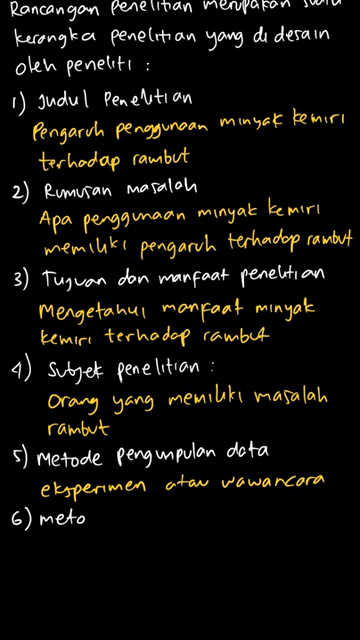 Rancangan penelitian merupakan suatu
kerangka penelitian yang di desain
oleh peneliti :
1) Judul Penelitian
Pengaruh penggunaan minyak kemiri
terhadap rambut
2) Rumusan masalah
Apa penggunaan minyak kemiri
memiliki pengaruh terhadap rambut
3) Tujuan dan manfaat penelitian
Mengetahui manfaat minyak
kemiri terhadap rambut
4) Subjek penelitian :
Orang yang memiliki masalah
rambut
5) Metode pengumpulan data
eksperimen atau wawancara
6) meto